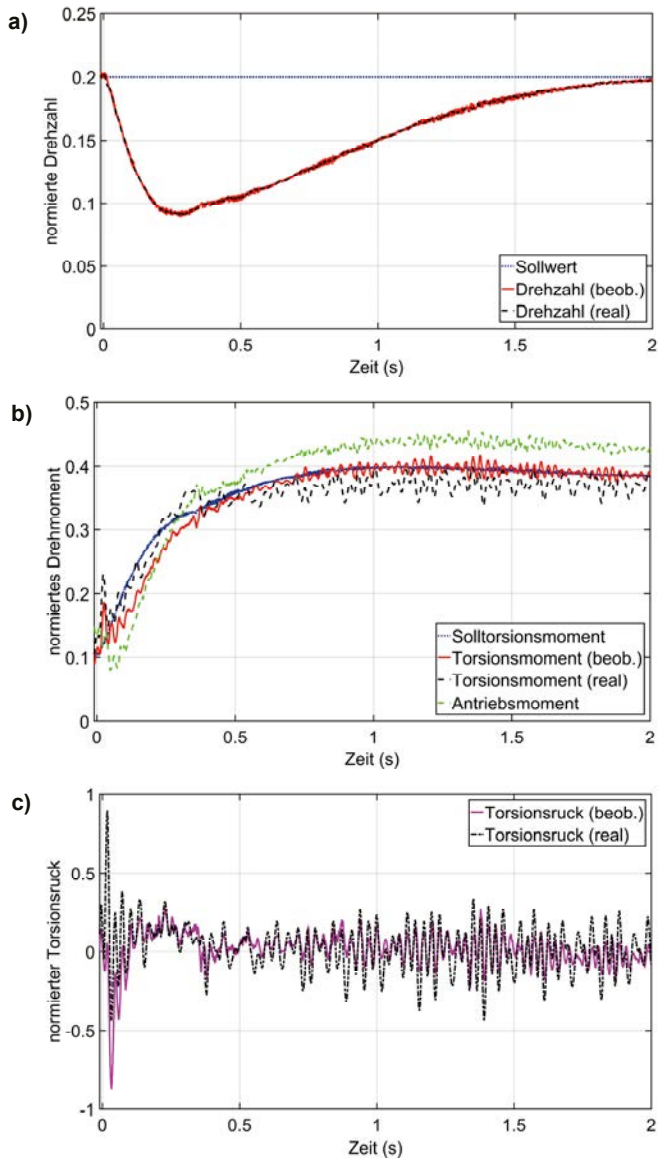 a)
0.25
0.2
0.15
0.1
0.05
0
normierte Drehzahl
Sollwert
Drehzahl (beob.)
Drehzahl (real)
0
0.5
1
1.5
2
Zeit (s)
b)
0.5
0.4
0.3
0.2
0.1
0
normiertes Drehmoment
Solltorsionsmoment
Torsionsmoment (beob.)
Torsionsmoment (real)
Antriebsmoment
0
0.5
1
1.5
2
Zeit (s)
c)
1
0.5
0
-0.5
-1
normierter Torsionsruck
Torsionsruck (beob.)
Torsionsruck (real)
0
0.5
1
1.5
2
Zeit (s)